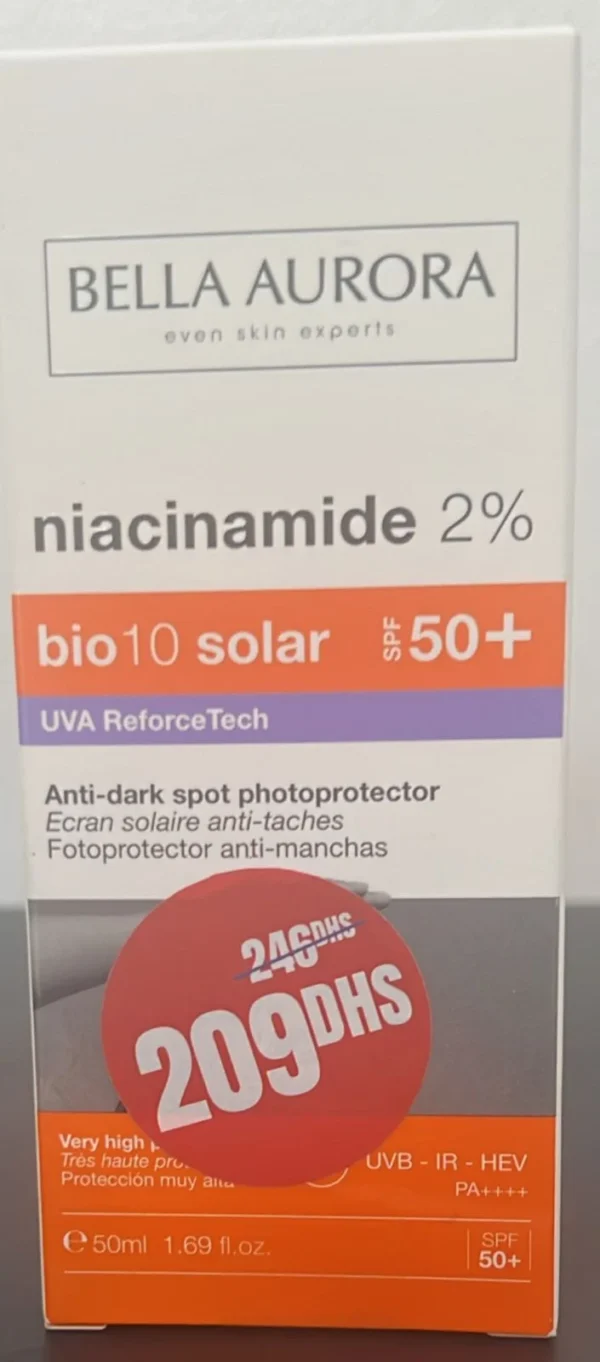 BELLA AURORA
even skin experts
niacinamide 2%
bio10 solar SPF 50+
UVA ReforceTech
Anti-dark spot photoprotector
Ecran solaire anti-taches
Fotoprotector anti-manchas
246DHS
209DHS
Very high
Très haute
Protección muy alta
UVB - IR - HEV
PA++++
e 50ml 1.69 fl.oz.
SPF
50+